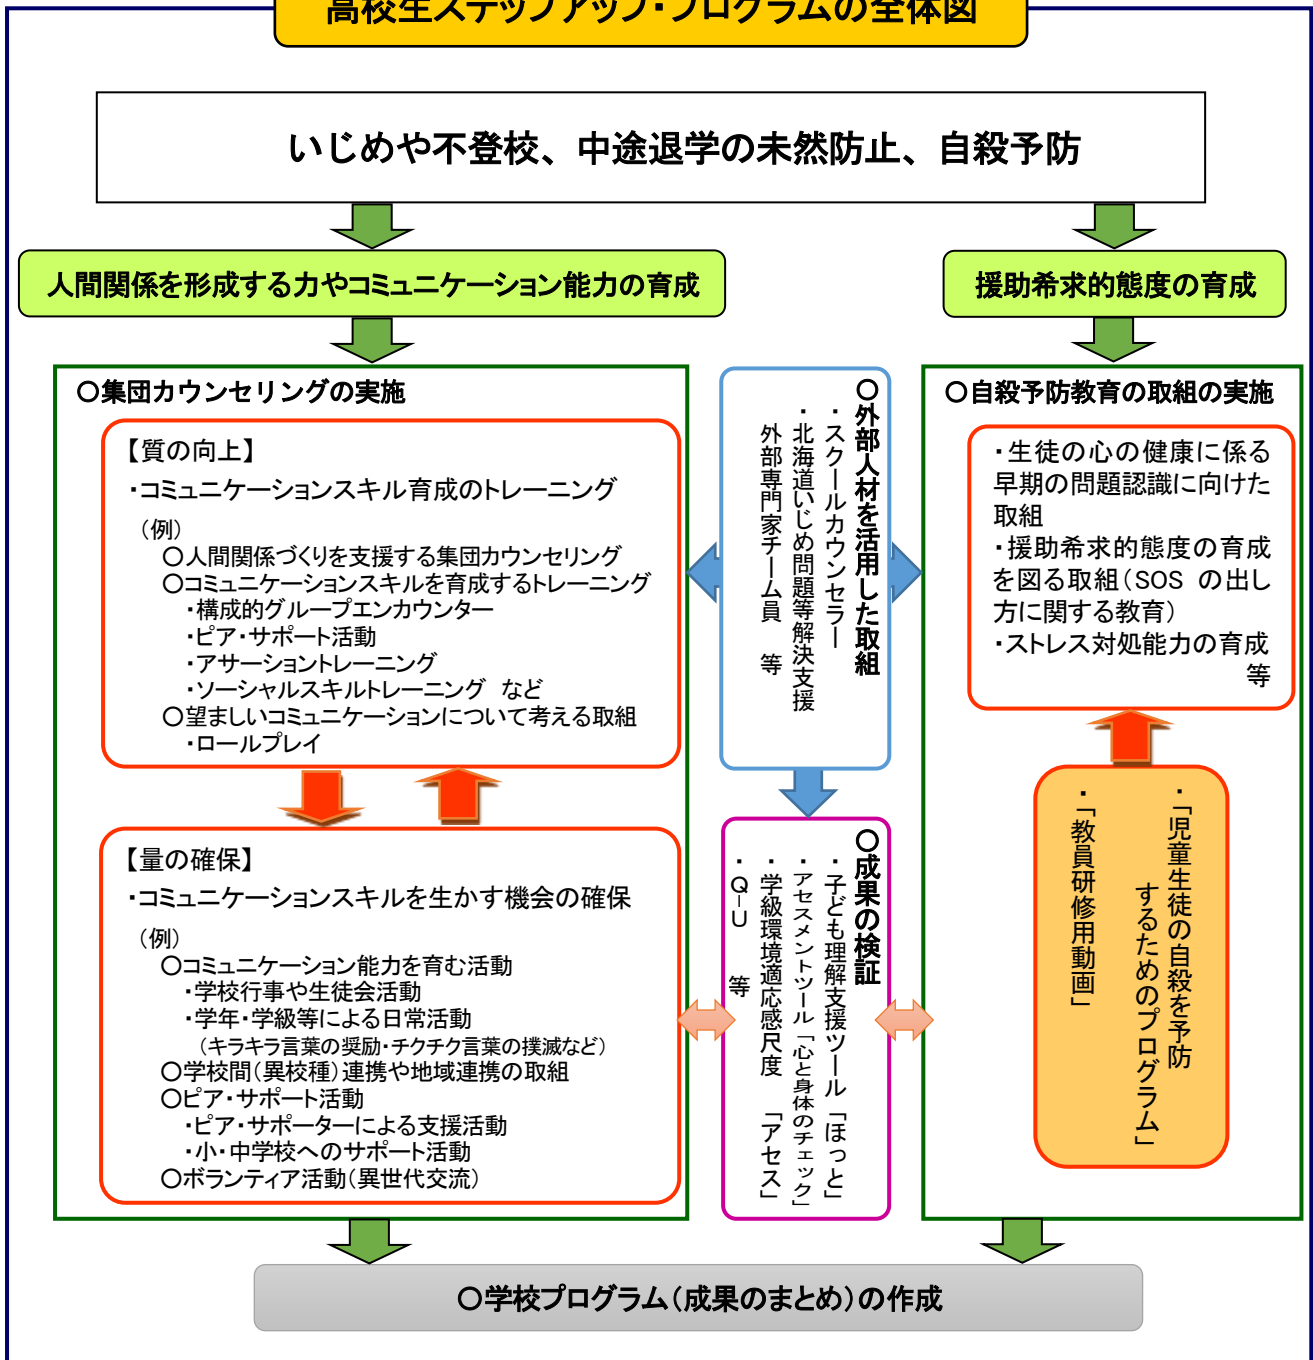 高校生ステップアップ・プログラムの全体図
いじめや不登校、中途退学の未然防止、自殺予防
人間関係を形成する力やコミュニケーション能力の育成
援助希求的態度の育成
〇集団カウンセリングの実施
【質の向上】
・コミュニケーションスキル育成のトレーニング
（例）
〇人間関係づくりを支援する集団カウンセリング
〇コミュニケーションスキルを育成するトレーニング
・構成的グループエンカウンター
・ピア・サポート活動
・アサーショントレーニング
・ソーシャルスキルトレーニング など
〇望ましいコミュニケーションについて考える取組
・ロールプレイ
【量の確保】
・コミュニケーションスキルを生かす機会の確保
（例）
〇コミュニケーション能力を育む活動
・学校行事や生徒会活動
・学年・学級等による日常活動
（キラキラ言葉の奨励・チクチク言葉の撲滅など）
〇学校間（異校種）連携や地域連携の取組
〇ピア・サポート活動
・ピア・サポーターによる支援活動
・小・中学校へのサポート活動
〇ボランティア活動（異世代交流）
〇外部人材を活用した取組
・スクールカウンセラー
・北海道いじめ問題等解決支援
外部専門家チーム員 等
〇成果の検証
・子ども理解支援ツール「ほっと」
・アセスメントツール「心と身体のチェック」
・学級環境適応感尺度 「アセス」
・Q-U 等
〇自殺予防教育の取組の実施
・生徒の心の健康に係る
早期の問題認識に向けた
取組
・援助希求的態度の育成
を図る取組（SOS の出し
方に関する教育）
・ストレス対処能力の育成
等
・「児童生徒の自殺を予防
するためのプログラム」
・「教員研修用動画」
〇学校プログラム（成果のまとめ）の作成